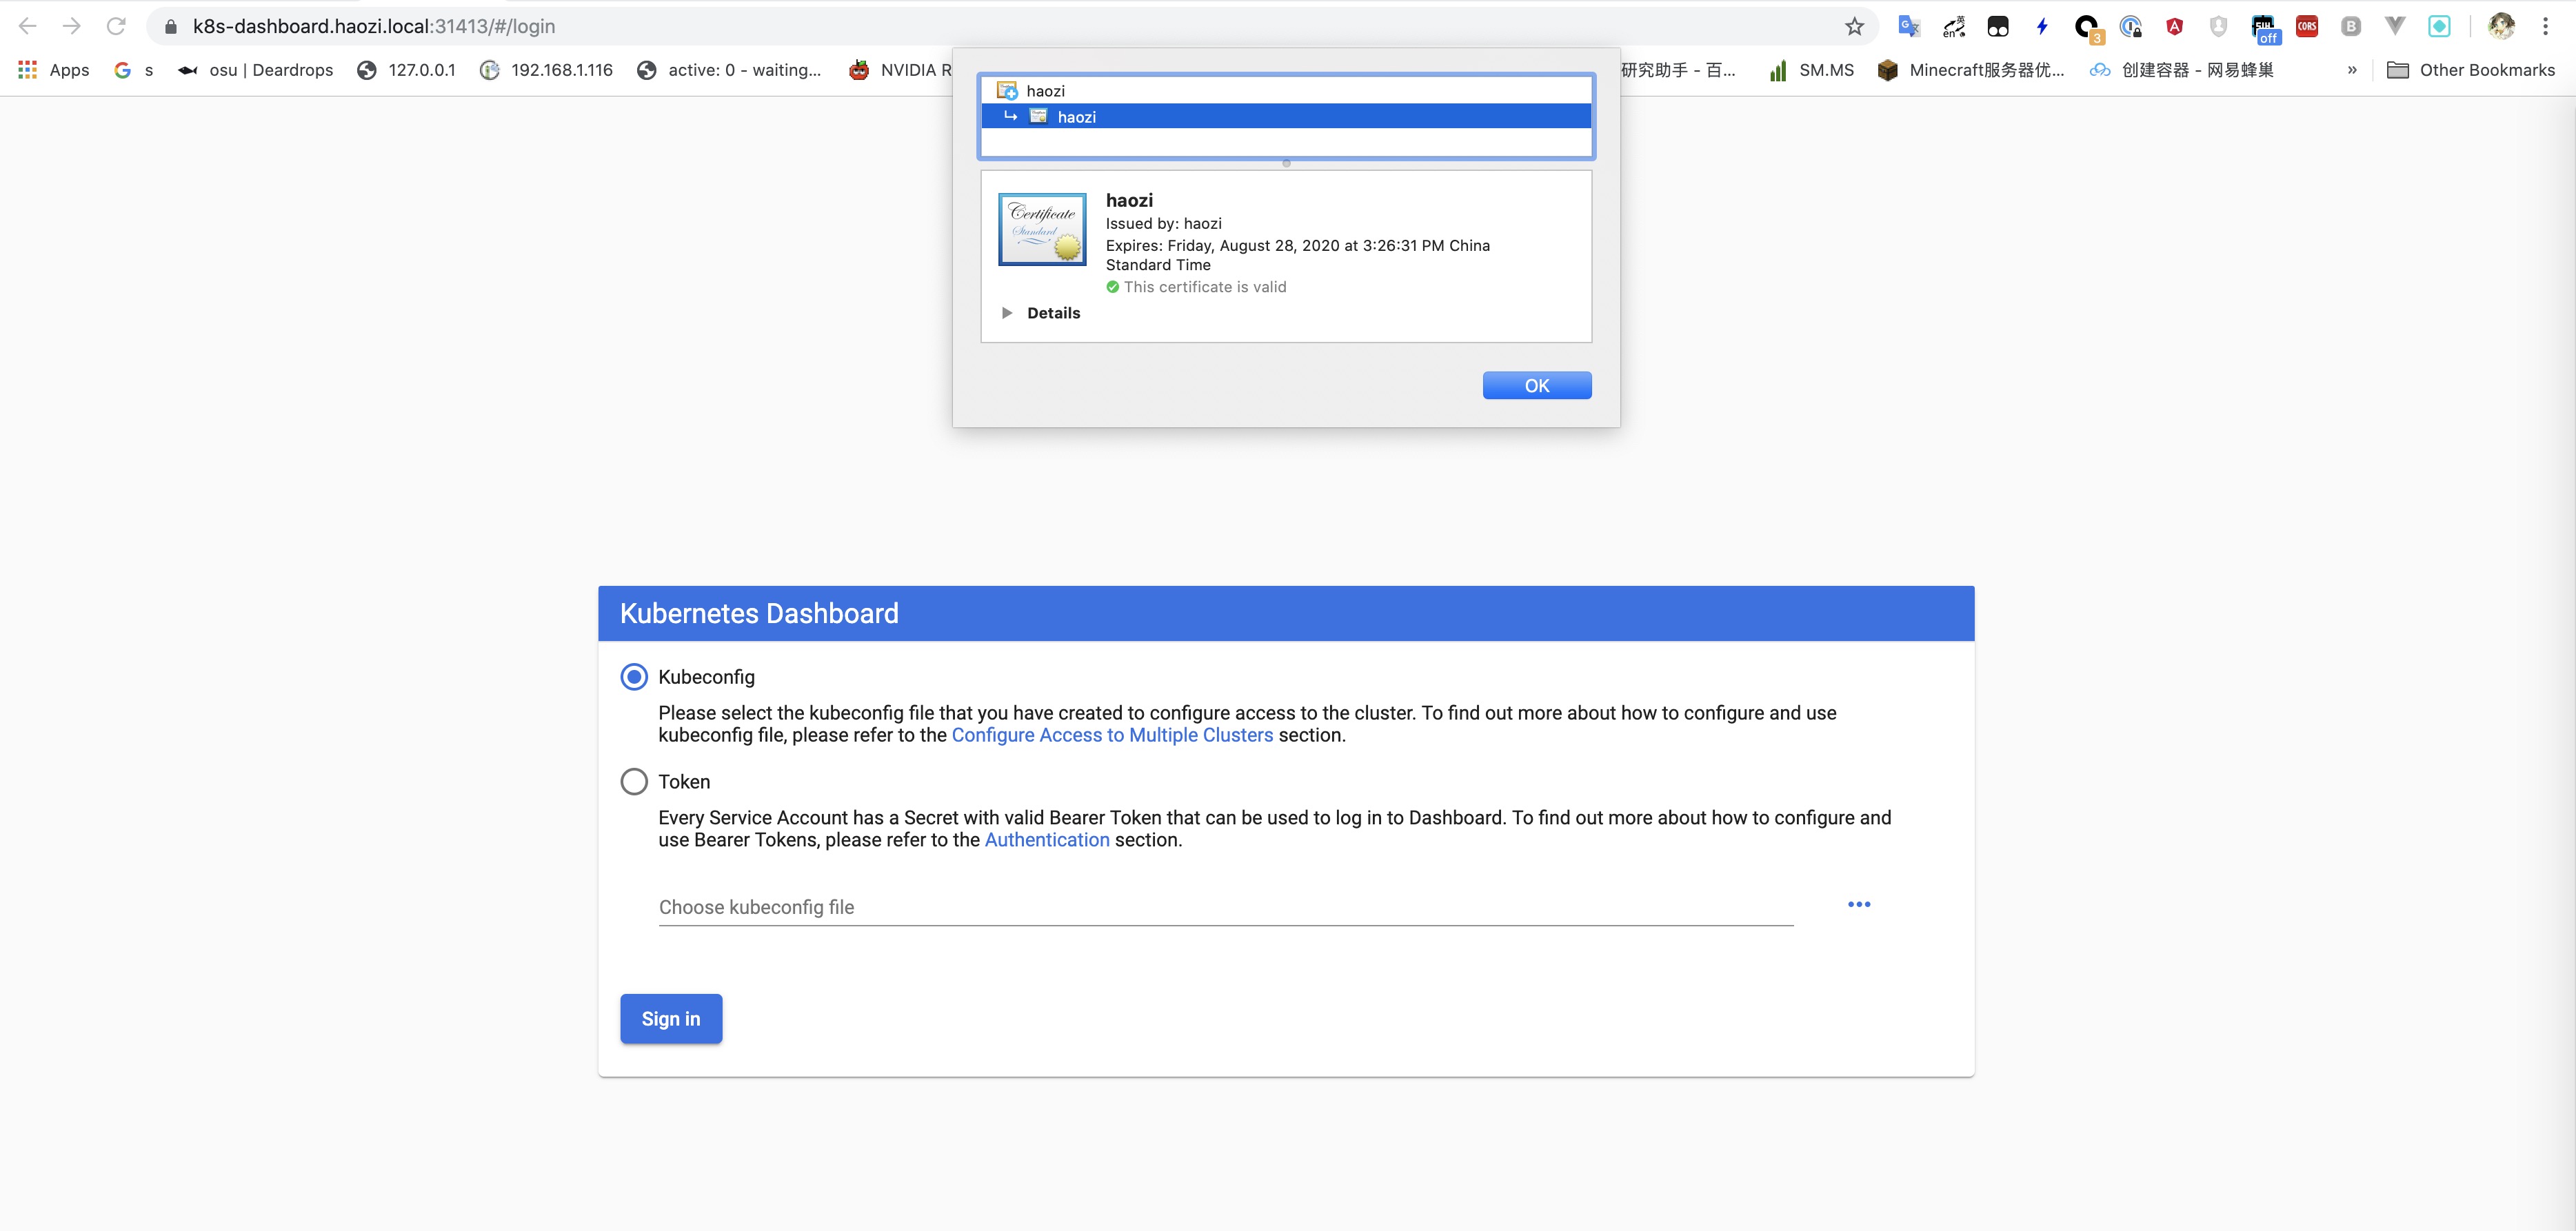 k8s-dashboard.haozi.local:31413/#/login
en
英
3
off
CORS
B
Apps
s
osu | Deardrops
127.0.0.1
192.168.1.116
active: 0 - waiting...
NVIDIA R
研究助手 - 百...
SM.MS
Minecraft服务器优...
创建容器 - 网易蜂巢
»
Other Bookmarks
haozi
haozi
Certificate
Standard
haozi
Issued by: haozi
Expires: Friday, August 28, 2020 at 3:26:31 PM China
Standard Time
This certificate is valid
Details
OK
Kubernetes Dashboard
Kubeconfig
Please select the kubeconfig file that you have created to configure access to the cluster. To find out more about how to configure and use
kubeconfig file, please refer to the Configure Access to Multiple Clusters section.
Token
Every Service Account has a Secret with valid Bearer Token that can be used to log in to Dashboard. To find out more about how to configure and
use Bearer Tokens, please refer to the Authentication section.
Choose kubeconfig file
Sign in